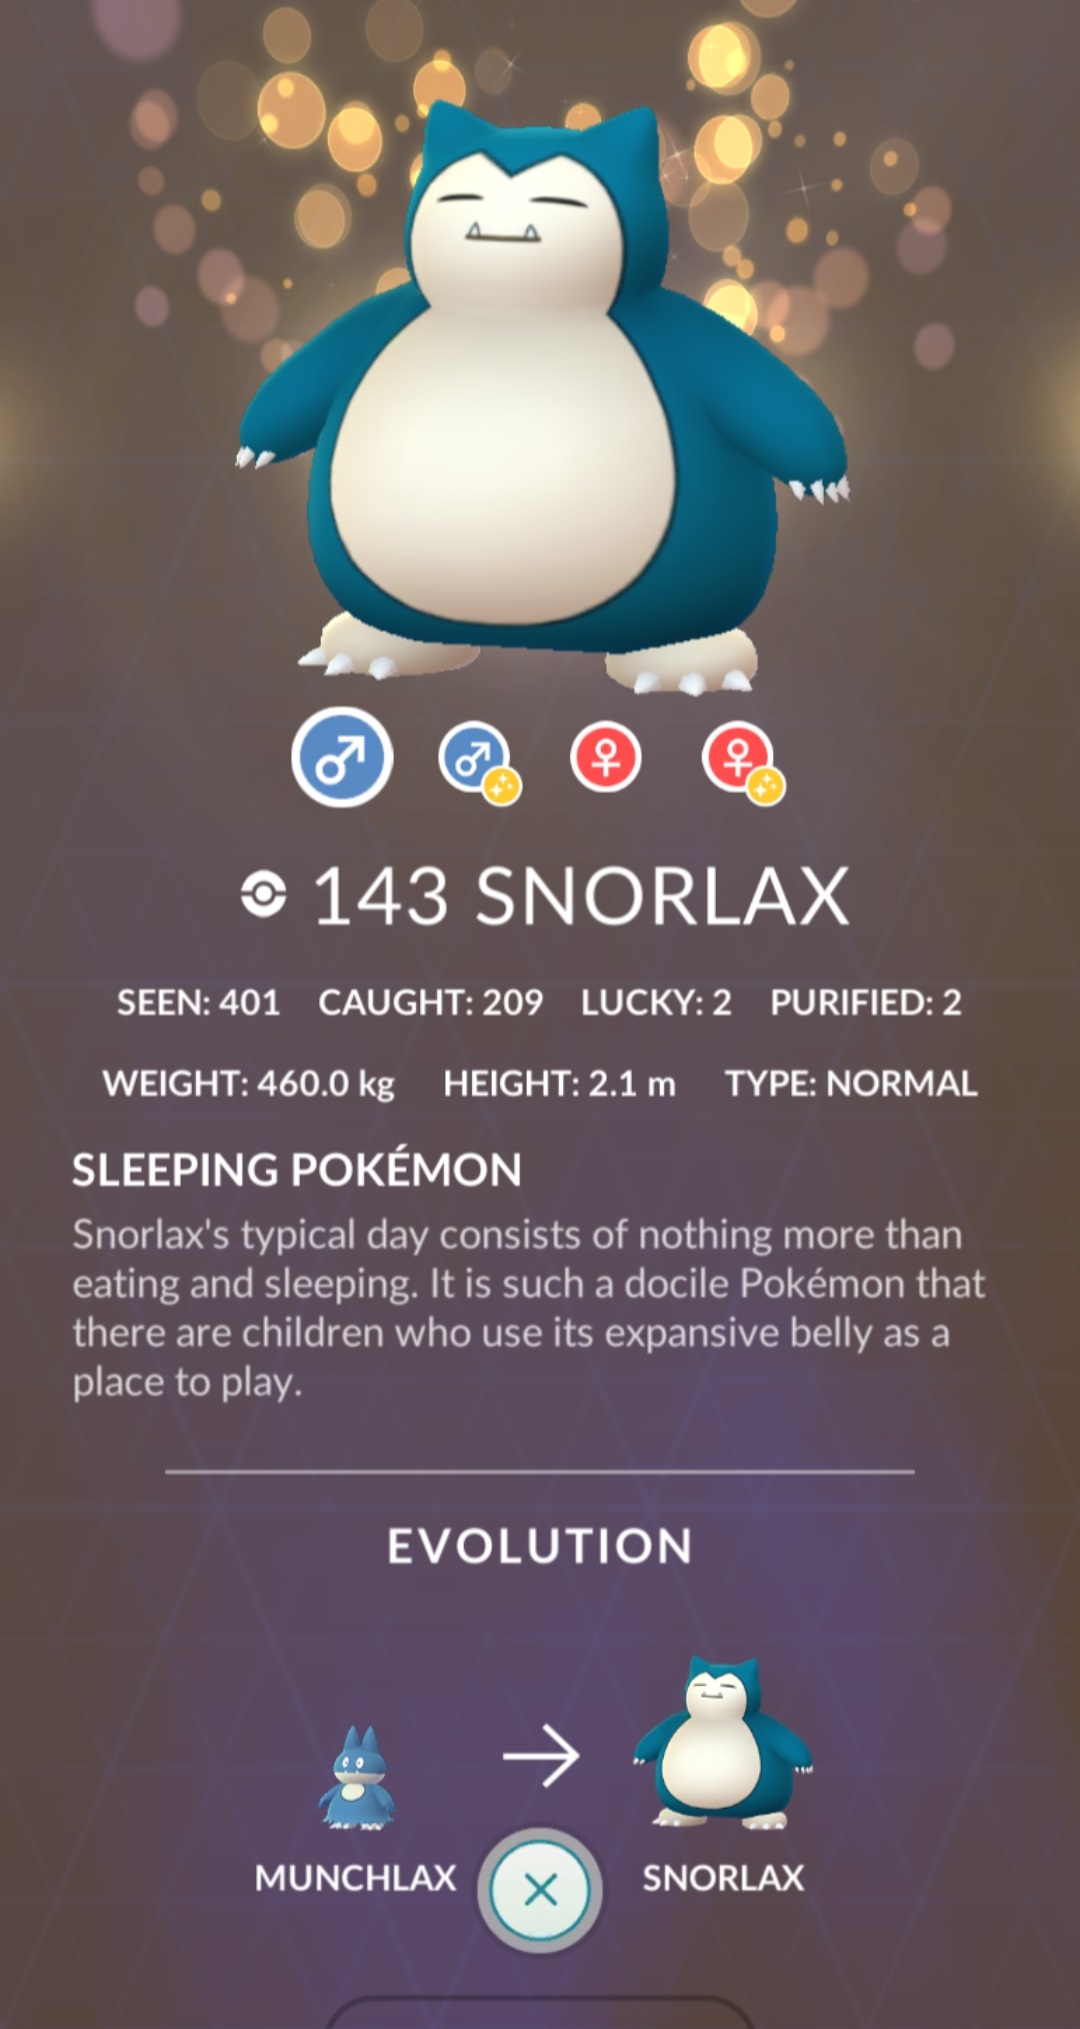 143 SNORLAX
SEEN: 401 CAUGHT: 209 LUCKY: 2 PURIFIED: 2
WEIGHT: 460.0 kg HEIGHT: 2.1 m TYPE: NORMAL
SLEEPING POKÉMON
Snorlax's typical day consists of nothing more than
eating and sleeping. It is such a docile Pokémon that
there are children who use its expansive belly as a
place to play.
EVOLUTION
MUNCHLAX SNORLAX